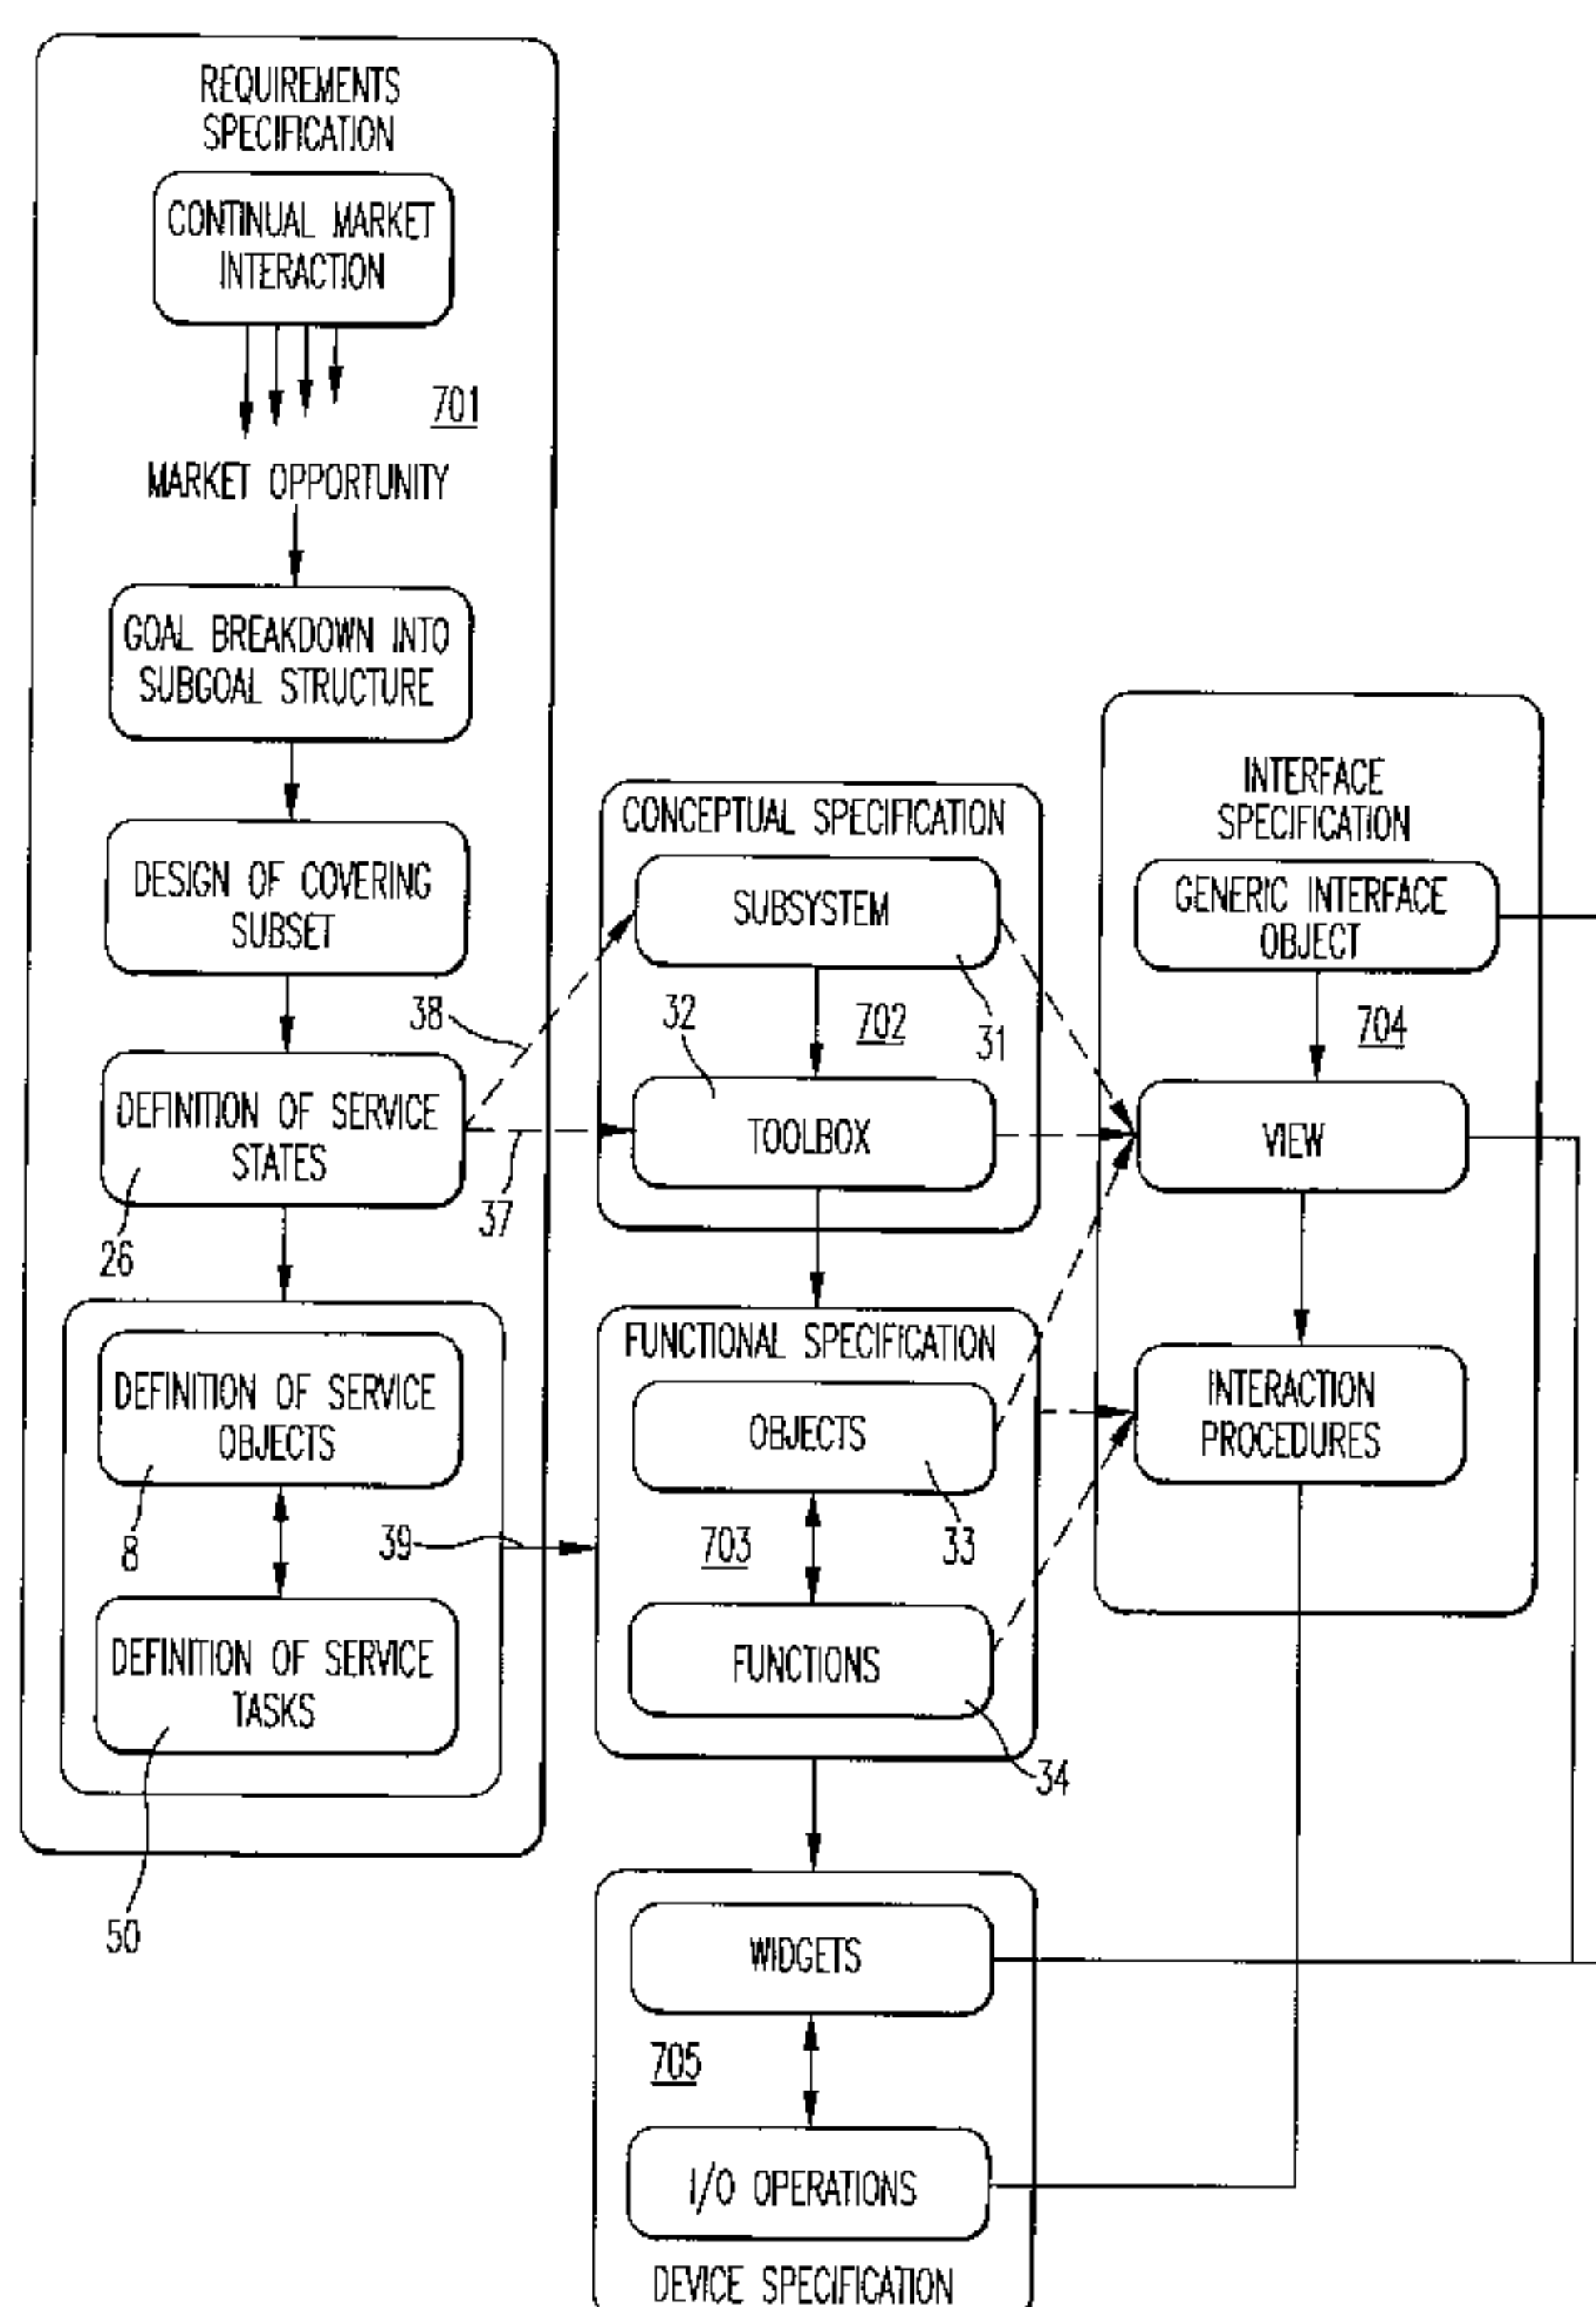 REQUIREMENTS
SPECIFICATION
CONTINUAL MARKET
INTERACTION
701
MARKET OPPORTUNITY
GOAL BREAKDOWN INTO
SUBGOAL STRUCTURE
DESIGN OF COVERING
SUBSET
38
DEFINITION OF SERVICE
STATES
37
26
DEFINITION OF SERVICE
OBJECTS
8
39
DEFINITION OF SERVICE
TASKS
50
CONCEPTUAL SPECIFICATION
SUBSYSTEM
32
702
31
TOOLBOX
FUNCTIONAL SPECIFICATION
OBJECTS
703
33
FUNCTIONS
34
WIDGETS
705
I/O OPERATIONS
DEVICE SPECIFICATION
INTERFACE
SPECIFICATION
GENERIC INTERFACE
OBJECT
704
VIEW
INTERACTION
PROCEDURES